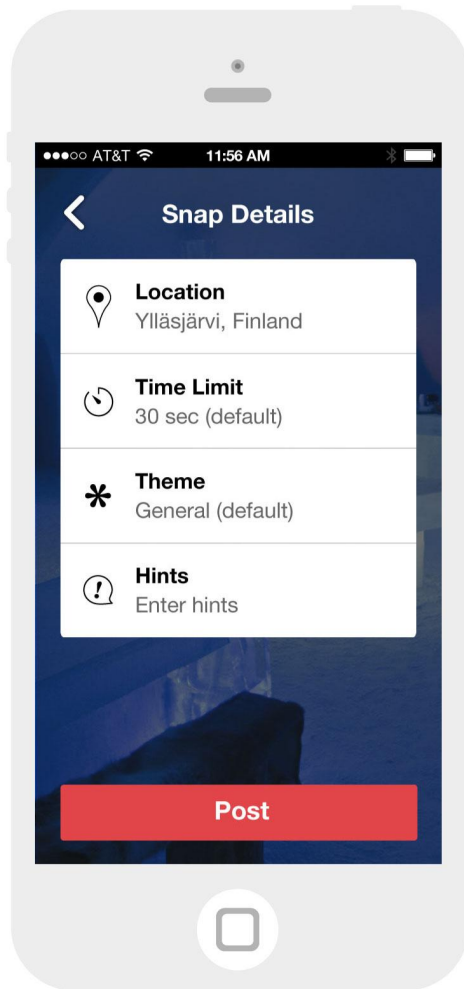 AT&T 11:56 AM
Snap Details
Location
Ylläsjärvi, Finland
Time Limit
30 sec (default)
Theme
General (default)
Hints
Enter hints
Post